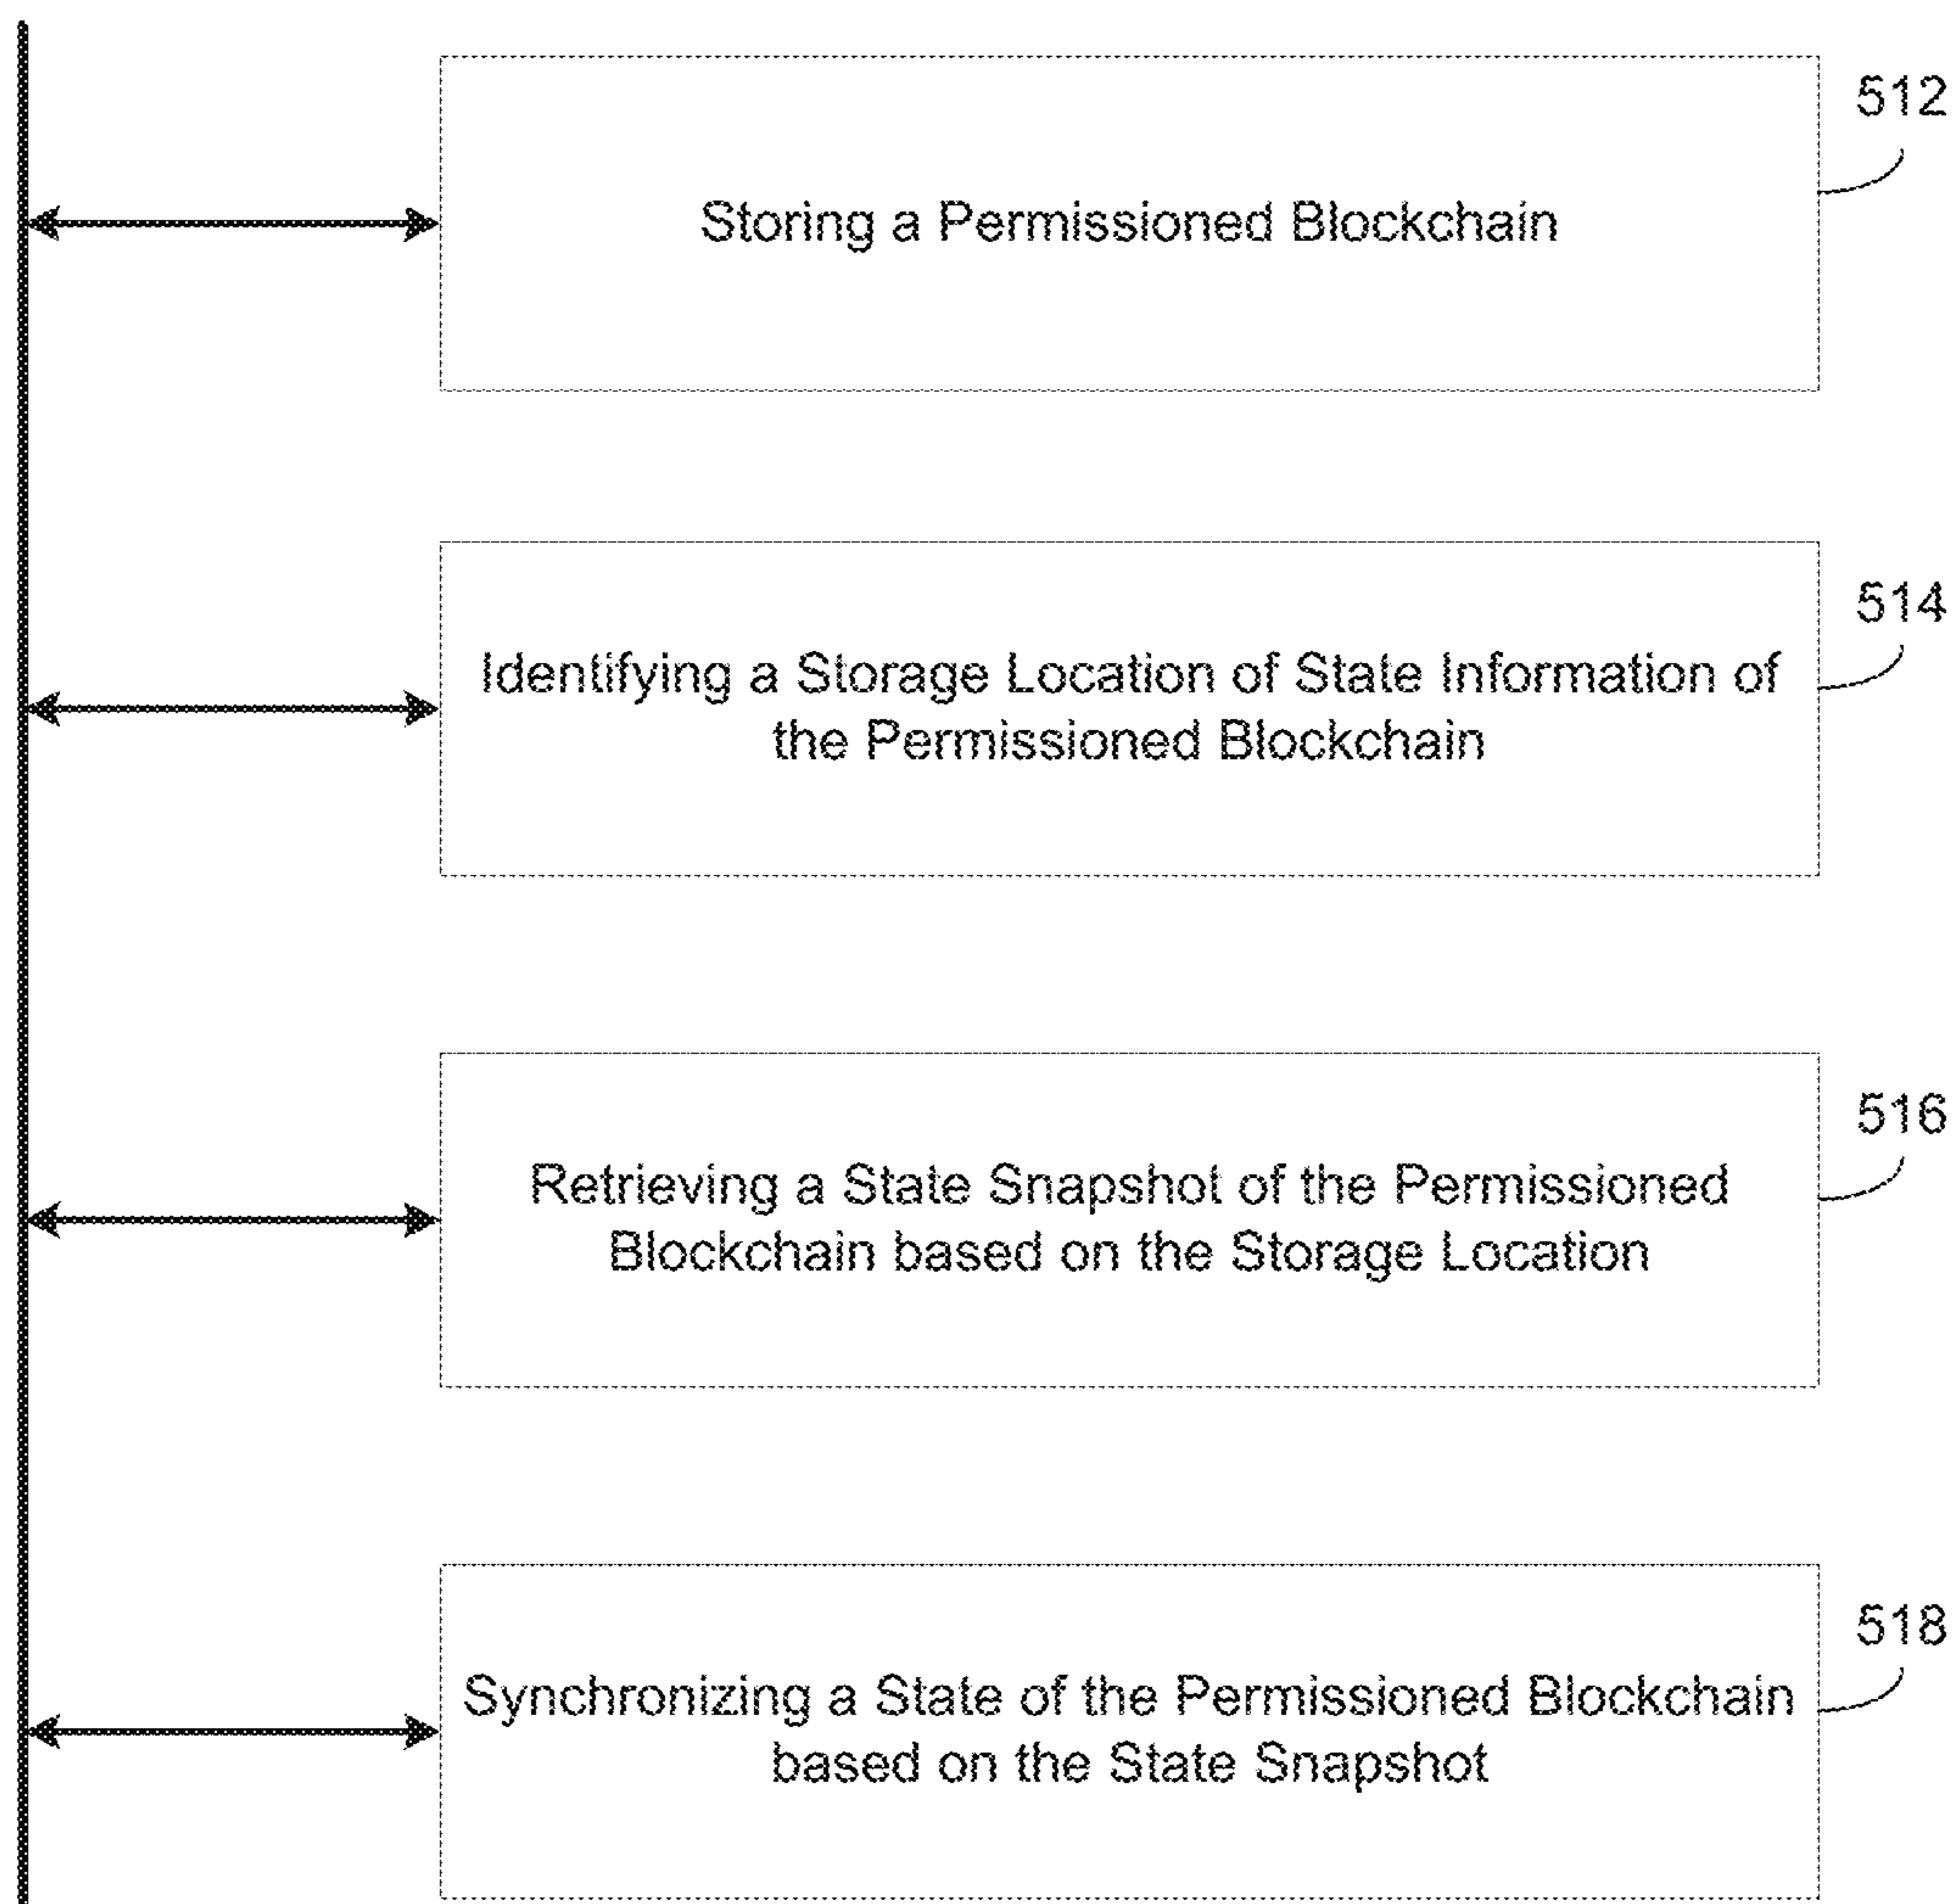 512
Storing a Permissioned Blockchain
514
Identifying a Storage Location of State Information of
the Permissioned Blockchain
516
Retrieving a State Snapshot of the Permissioned
Blockchain based on the Storage Location
518
Synchronizing a State of the Permissioned Blockchain
based on the State Snapshot